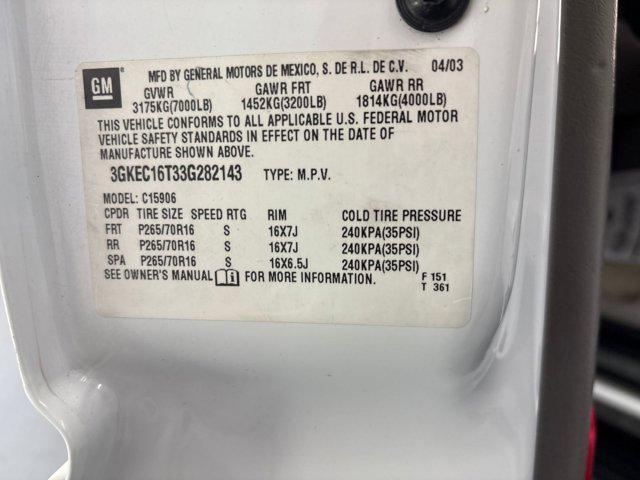 GM
MFD BY GENERAL MOTORS DE MEXICO, S. DE R.L. DE C.V. 04/03
GVWR GAWR FRT GAWR RR
3175KG(7000LB) 1452KG(3200LB) 1814KG(4000LB)
THIS VEHICLE CONFORMS TO ALL APPLICABLE U.S. FEDERAL MOTOR
VEHICLE SAFETY STANDARDS IN EFFECT ON THE DATE OF
MANUFACTURE SHOWN ABOVE.
3GKEC16T33G282143 TYPE: M.P.V.
MODEL: C15906
CPDR TIRE SIZE SPEED RTG RIM COLD TIRE PRESSURE
FRT P265/70R16 S 16X7J 240KPA(35PSI)
RR P265/70R16 S 16X7J 240KPA(35PSI)
SPA P265/70R16 S 16X6.5J 240KPA(35PSI)
SEE OWNER'S MANUAL FOR MORE INFORMATION. F 151
T 361